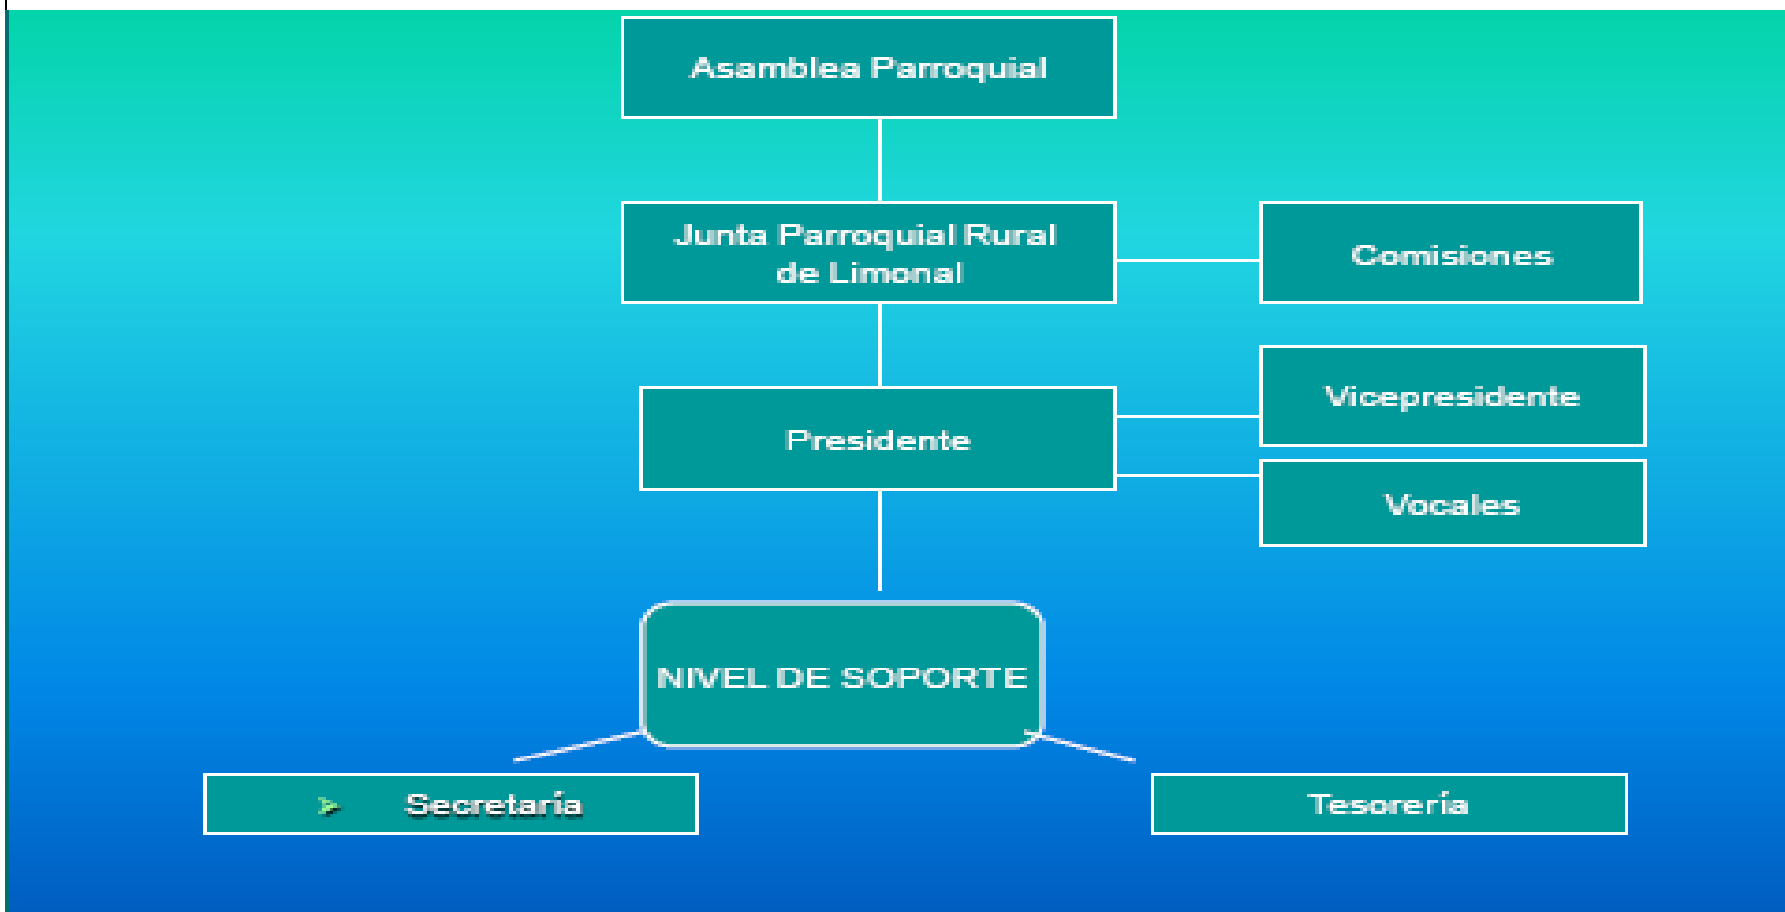 Asamblea Parroquial
Junta Parroquial Rural
de Limonal
Comisiones
Vicepresidente
Presidente
Vocales
NIVEL DE SOPORTE
➢ Secretaría
Tesorería